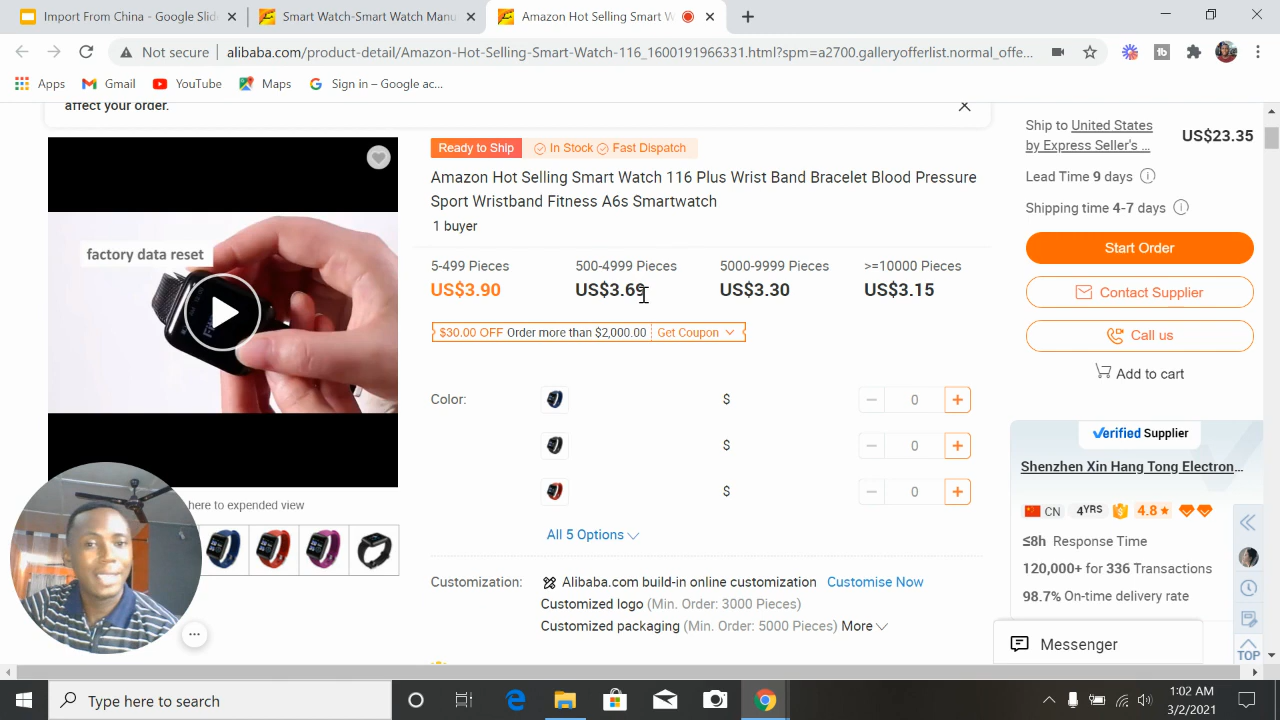 Import From China - Google Slid
Smart Watch-Smart Watch Manu
Amazon Hot Selling Smart W
Not secure
alibaba.com/product-detail/Amazon-Hot-Selling-Smart-Watch-116_1600191966331.html?spm=a2700.galleryofferlist.normal_offe...
Apps
Gmail
YouTube
Maps
Sign in – Google ac...
affect your order.
factory data reset
here to expended view
Ready to Ship
In Stock
Fast Dispatch
Amazon Hot Selling Smart Watch 116 Plus Wrist Band Bracelet Blood Pressure
Sport Wristband Fitness A6s Smartwatch
1 buyer
5-499 Pieces
500-4999 Pieces
5000-9999 Pieces
>=10000 Pieces
US$3.90
US$3.69
US$3.30
US$3.15
$30.00 OFF Order more than $2,000.00
Get Coupon
Color:
$
0
$
0
$
0
All 5 Options
Customization:
Alibaba.com build-in online customization
Customise Now
Customized logo (Min. Order: 3000 Pieces)
Customized packaging (Min. Order: 5000 Pieces) More
Ship to United States
by Express Seller's ...
US$23.35
Lead Time 9 days
Shipping time 4-7 days
Start Order
Contact Supplier
Call us
Add to cart
Verified Supplier
Shenzhen Xin Hang Tong Electron...
CN
4YRS
4.8
≤8h Response Time
120,000+ for 336 Transactions
98.7% On-time delivery rate
Messenger
TOP
Type here to search
1:02 AM
3/2/2021